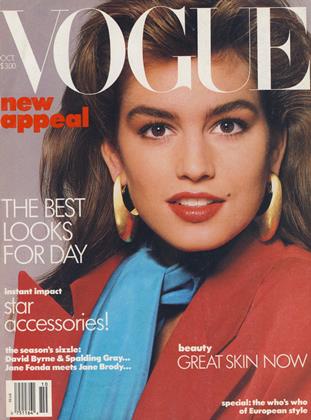 VOGUE
OCT.
$3.00
new
appeal
THE BEST
LOOKS
FOR DAY
instant impact
star
accessories!
the season's sizzle:
David Byrne & Spalding Gray...
Jane Fonda meets Jane Brody...
beauty
GREAT SKIN NOW
special: the who's who
of European style
10